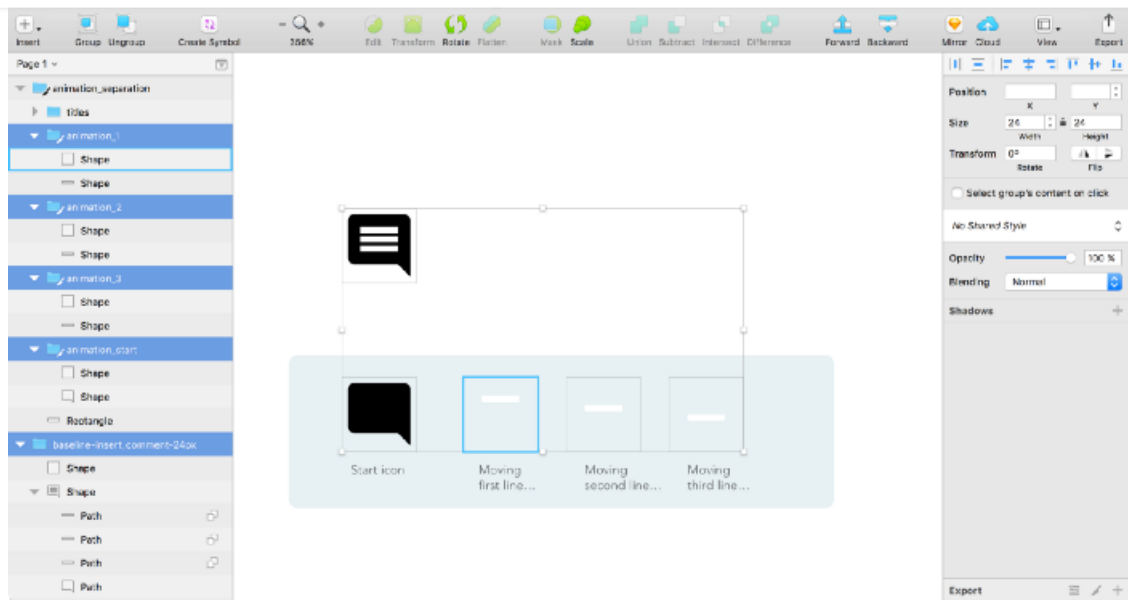 Insert Group Ungroup Create Symbol 386% Edit Transform Rotate Flatten Mask Scale Union Subtract Intersect Difference Forward Backward Mirror Cloud View Export
Page 1
animation_separation
titles
animation_1
Shape
Shape
animation_2
Shape
Shape
animation_3
Shape
Shape
animation_start
Shape
Shape
Rectangle
baseline-insert_comment-24px
Shape
Shape
Path
Path
Path
Path
Start icon
Moving
first line...
Moving
second line...
Moving
third line...
Position
X Y
Size 24 24
Width Height
Transform 0°
Rotate Flip
Select group's content on click
No Shared Style
Opacity 100 %
Blending Normal
Shadows
Export